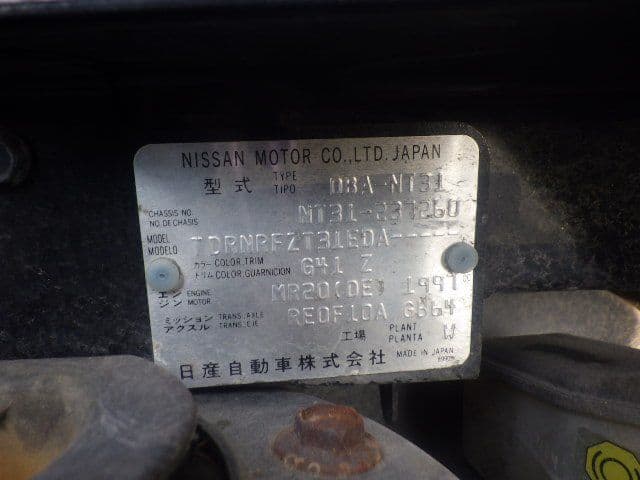 NISSAN MOTOR CO.,LTD. JAPAN
型式 TYPE TIPO DBA-NT31
CHASSIS NO. NO.DE CHASIS NT31-237260
MODEL MODELO TDRNRFZT31EDA-----
カラー COLOR,TRIM トリム COLOR,GUARNICION G41 Z
エンジン ENGINE MOTOR MR20(DE) 1997
ミッション アクスル TRANS.,AXLE TRANS.,EJE RE0F10A GB64
工場 PLANT PLANTA W
日産自動車株式会社 MADE IN JAPAN